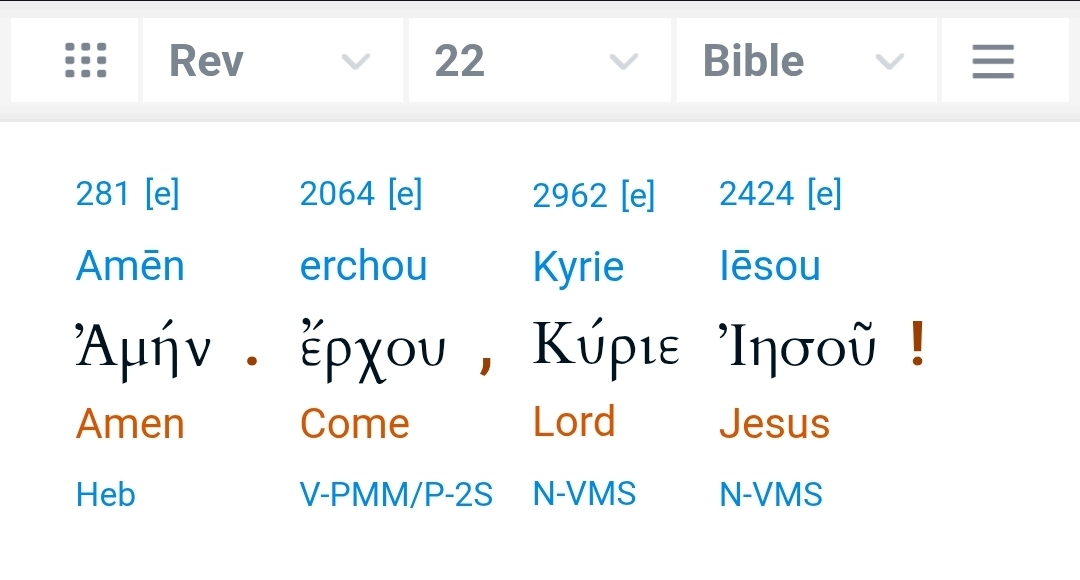 Rev 22 Bible
281 [e] 2064 [e] 2962 [e] 2424 [e]
Amēn erchou Kyrie Iēsou
Ἀμήν . ἔρχου , Κύριε Ἰησοῦ !
Amen Come Lord Jesus
Heb V-PMM/P-2S N-VMS N-VMS